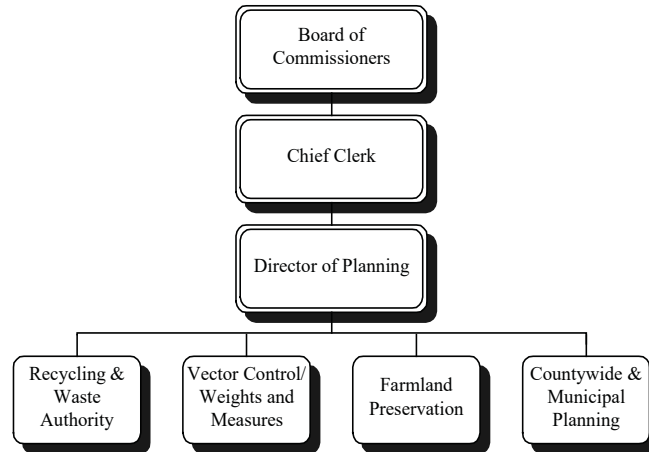 Board of
Commissioners
Chief Clerk
Director of Planning
Recycling &
Waste
Authority
Vector Control/
Weights and
Measures
Farmland
Preservation
Countywide &
Municipal
Planning